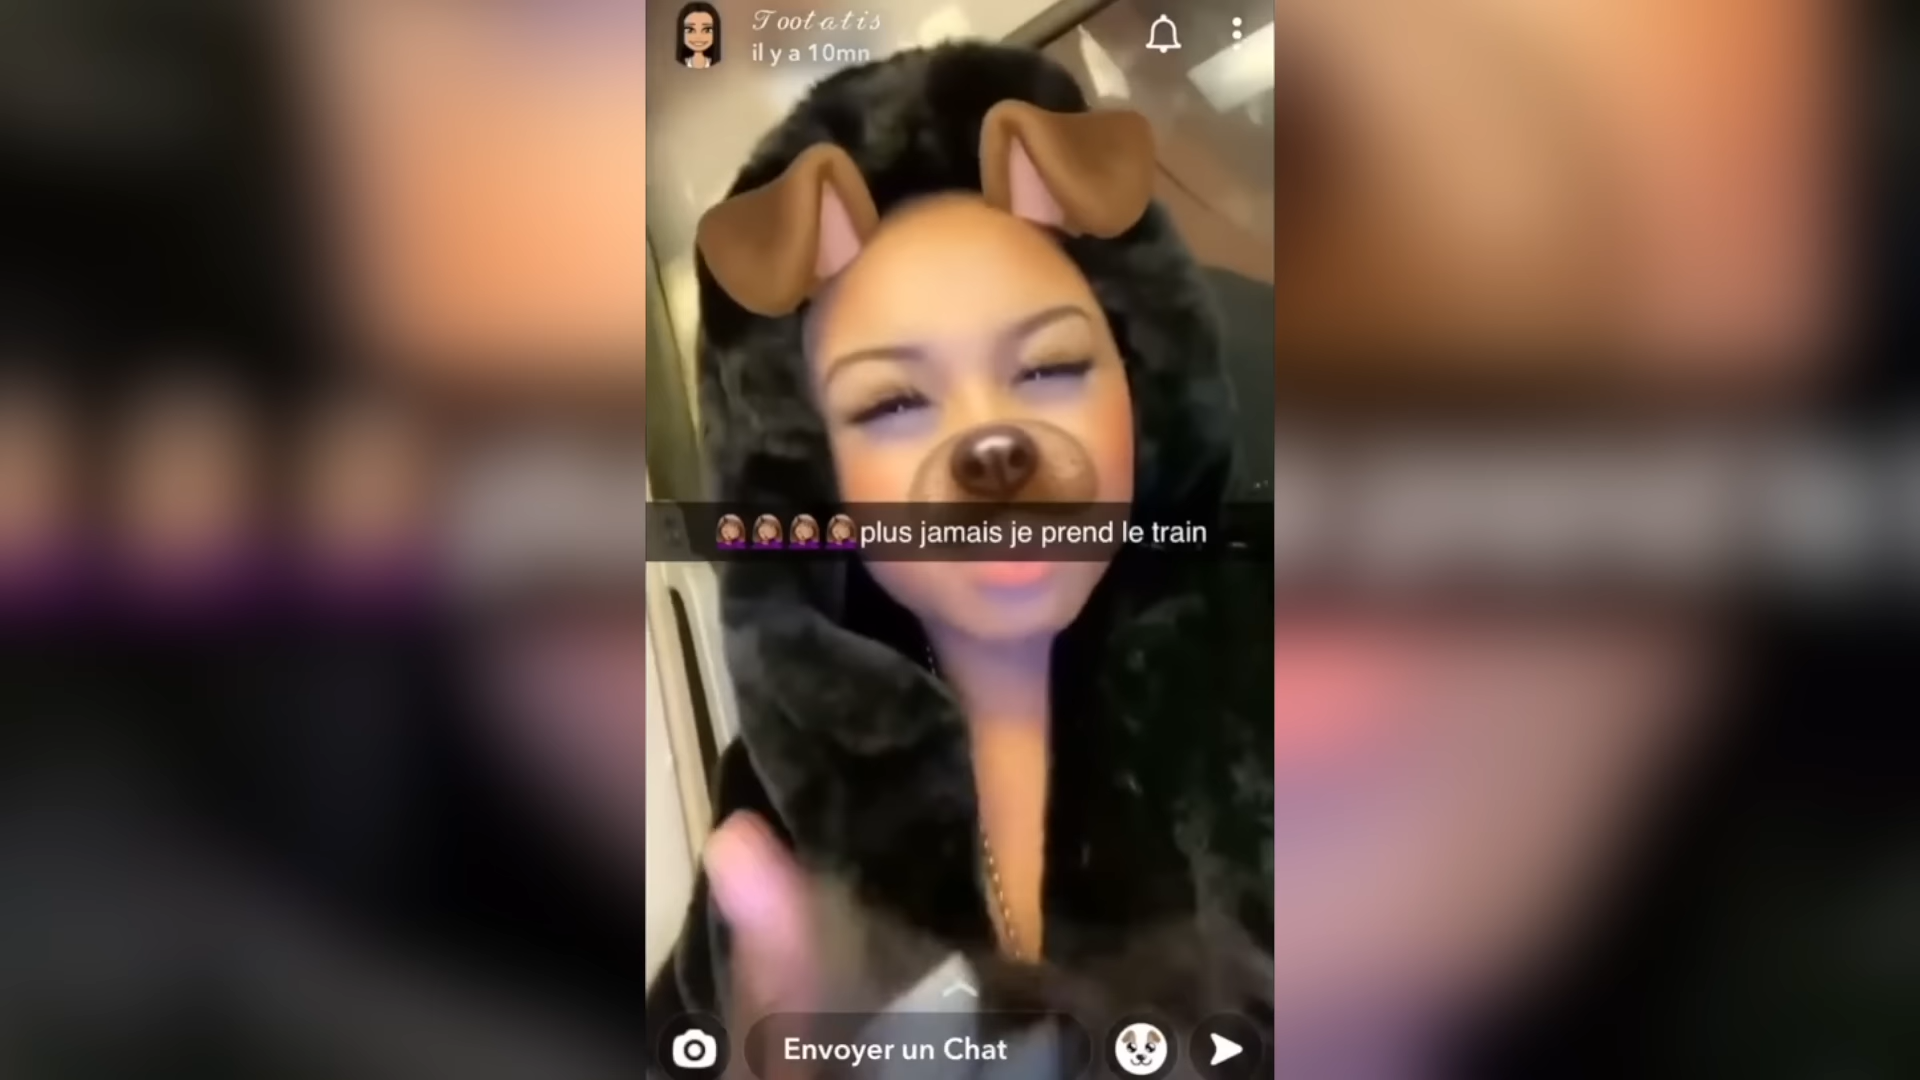 Tootatis
il y a 10mn
🤦🏽‍♀️🤦🏽‍♀️🤦🏽‍♀️🤦🏽‍♀️plus jamais je prend le train
Envoyer un Chat